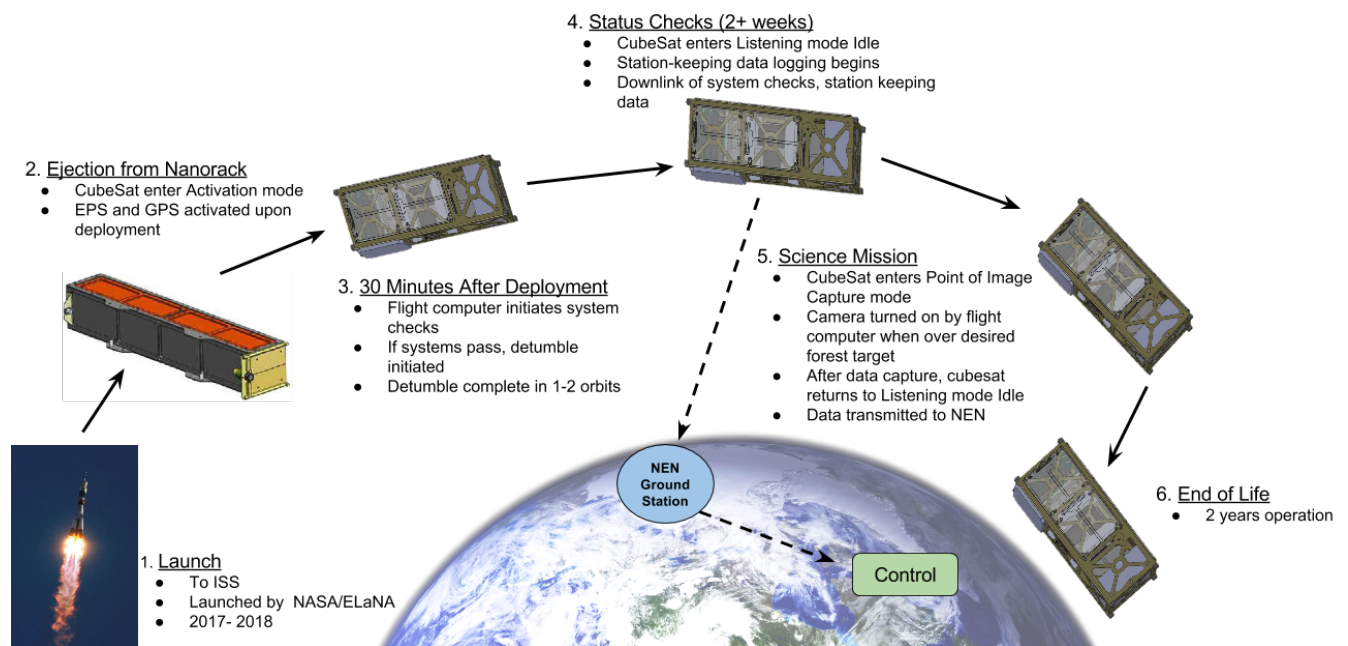 4. Status Checks (2+ weeks)
● CubeSat enters Listening mode Idle
● Station-keeping data logging begins
● Downlink of system checks, station keeping
data
2. Ejection from Nanorack
● CubeSat enter Activation mode
● EPS and GPS activated upon
deployment
3. 30 Minutes After Deployment
● Flight computer initiates system
checks
● If systems pass, detumble
initiated
● Detumble complete in 1-2 orbits
5. Science Mission
● CubeSat enters Point of Image
Capture mode
● Camera turned on by flight
computer when over desired
forest target
● After data capture, cubesat
returns to Listening mode Idle
● Data transmitted to NEN
NEN
Ground
Station
Control
6. End of Life
● 2 years operation
1. Launch
● To ISS
● Launched by NASA/ELaNA
● 2017- 2018